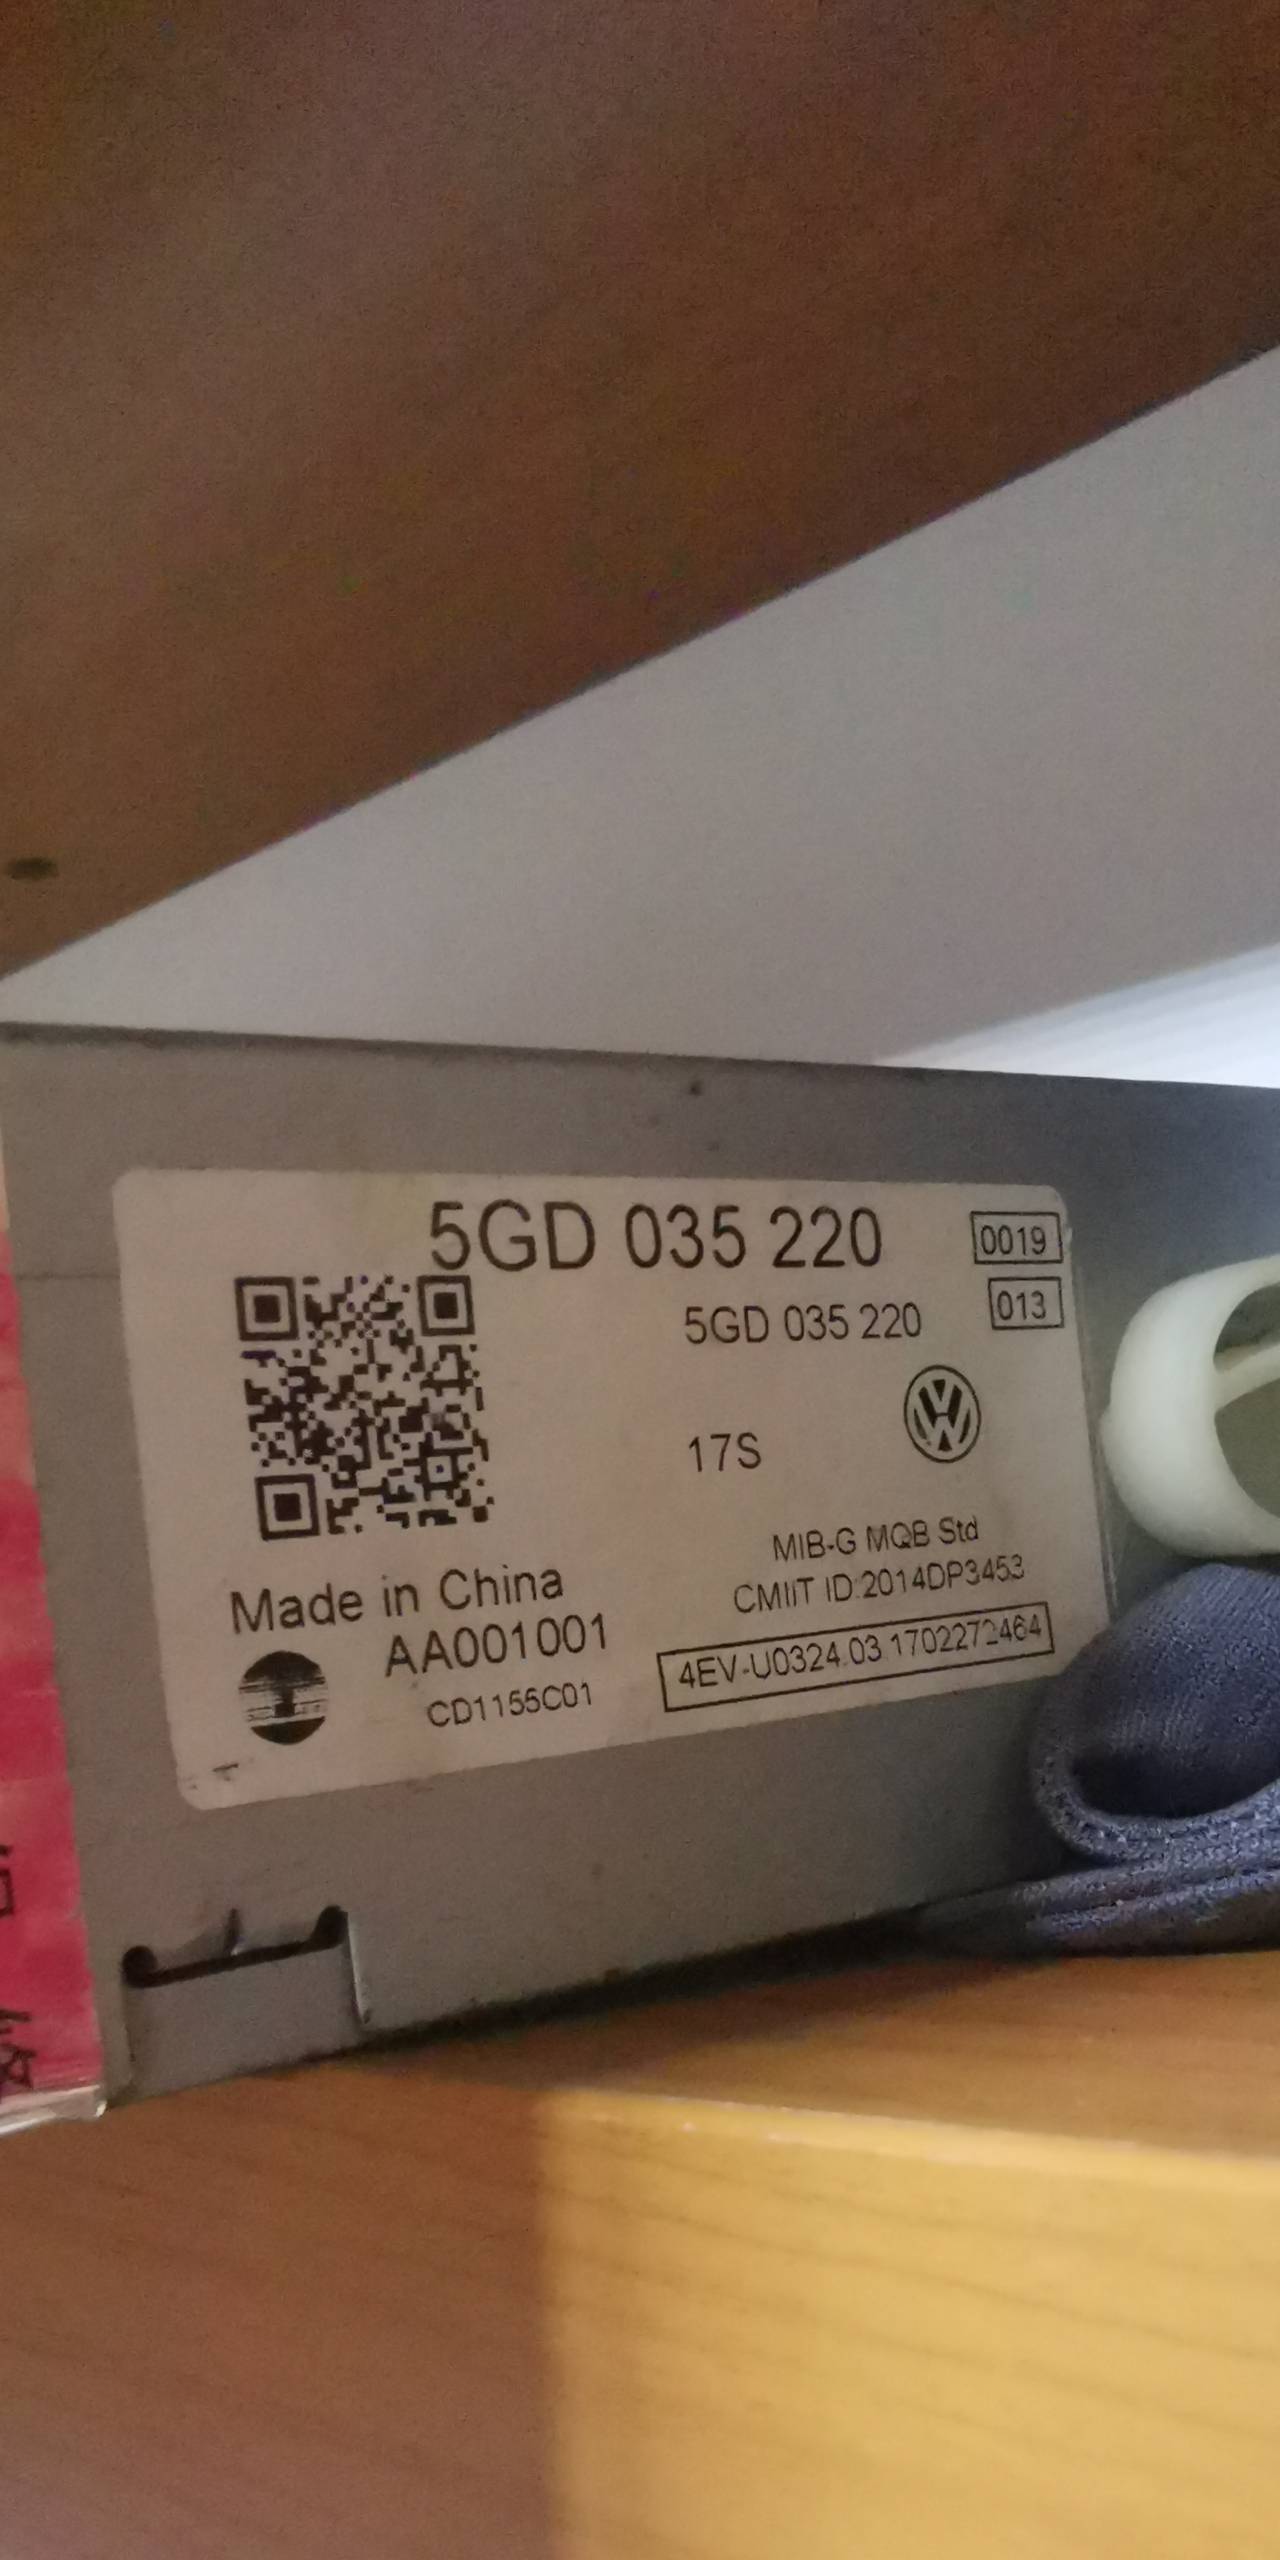 5GD 035 220
0019
5GD 035 220
013
17S
MIB-G MQB Std
CMIIT ID:2014DP3453
4EV-U0324.03.1702272464
Made in China
AA001001
CD1155C01